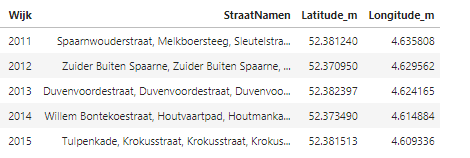 Wijk StraatNamen Latitude_m Longitude_m
2011 Spaarnwouderstraat, Melkboersteeg, Sleutelstra... 52.381240 4.635808
2012 Zuider Buiten Spaarne, Zuider Buiten Spaarne, ... 52.370950 4.629562
2013 Duvenvoordestraat, Duvenvoordestraat, Duvenvoo... 52.382397 4.624165
2014 Willem Bontekoestraat, Houtvaartpad, Houtmanka... 52.373490 4.614884
2015 Tulpenkade, Krokusstraat, Krokusstraat, Krokus... 52.381513 4.609336